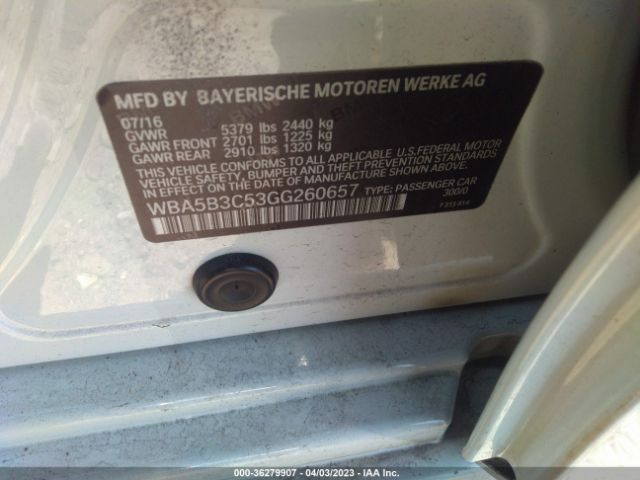 MFD BY BAYERISCHE MOTOREN WERKE AG
07/16
GVWR 5379 lbs 2440 kg
GAWR FRONT 2701 lbs 1225 kg
GAWR REAR 2910 lbs 1320 kg
THIS VEHICLE CONFORMS TO ALL APPLICABLE U.S.FEDERAL MOTOR
VEHICLE SAFETY, BUMPER AND THEFT PREVENTION STANDARDS
IN EFFECT ON THE DATE OF MANUFACTURE SHOWN ABOVE.
WBA5B3C53GG260657 TYPE: PASSENGER CAR
300/0
000-36279907 - 04/03/2023 - IAA Inc.